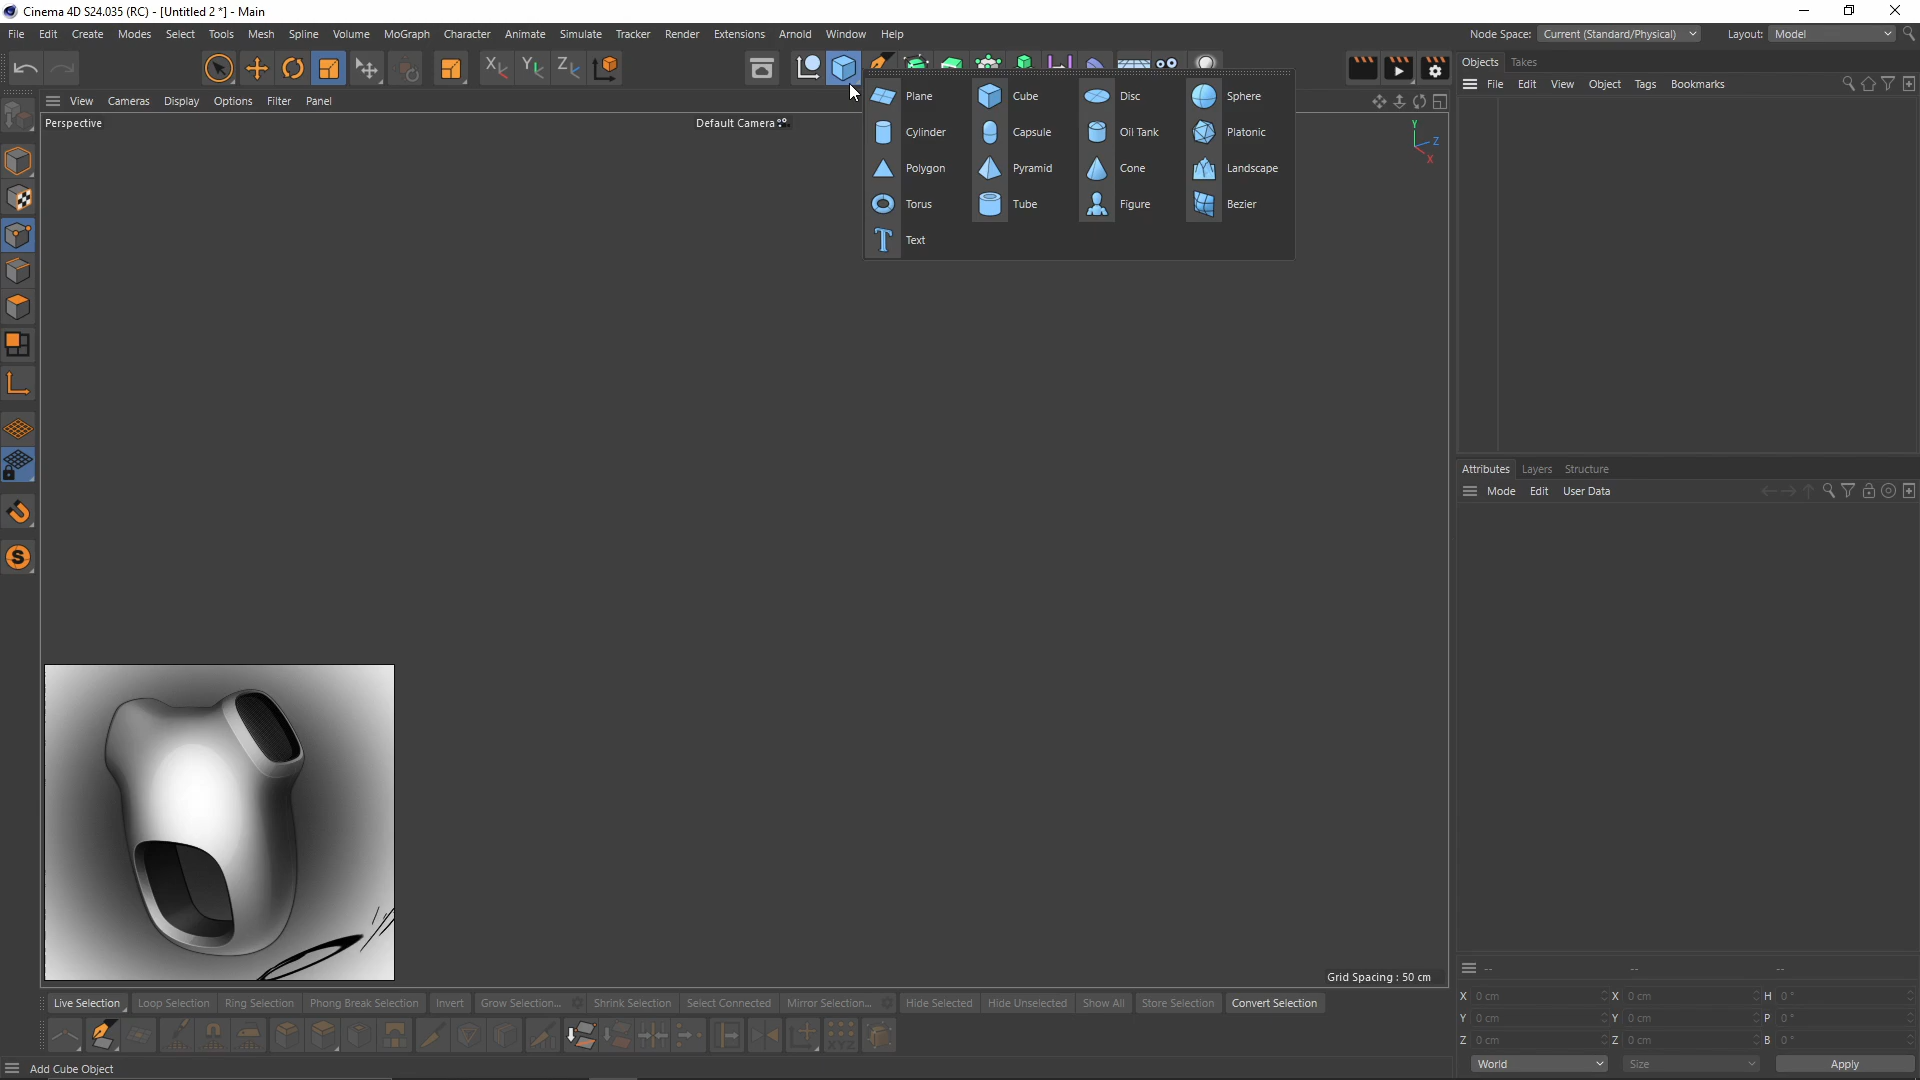 Cinema 4D S24.035 (RC) - [Untitled 2 *] - Main
File Edit Create Modes Select Tools Mesh Spline Volume MoGraph Character Animate Simulate Tracker Render Extensions Arnold Window Help
Node Space: Current (Standard/Physical) Layout: Model
Objects Takes
File Edit View Object Tags Bookmarks
View Cameras Display Options Filter Panel
Perspective
Default Camera
Plane Cube Disc Sphere
Cylinder Capsule Oil Tank Platonic
Polygon Pyramid Cone Landscape
Torus Tube Figure Bezier
Text
Y
Z
X
Attributes Layers Structure
Mode Edit User Data
Grid Spacing : 50 cm
Live Selection Loop Selection Ring Selection Phong Break Selection Invert Grow Selection... Shrink Selection Select Connected Mirror Selection... Hide Selected Hide Unselected Show All Store Selection Convert Selection
-- -- --
X 0 cm X 0 cm H 0 °
Y 0 cm Y 0 cm P 0 °
Z 0 cm Z 0 cm B 0 °
World Size Apply
Add Cube Object